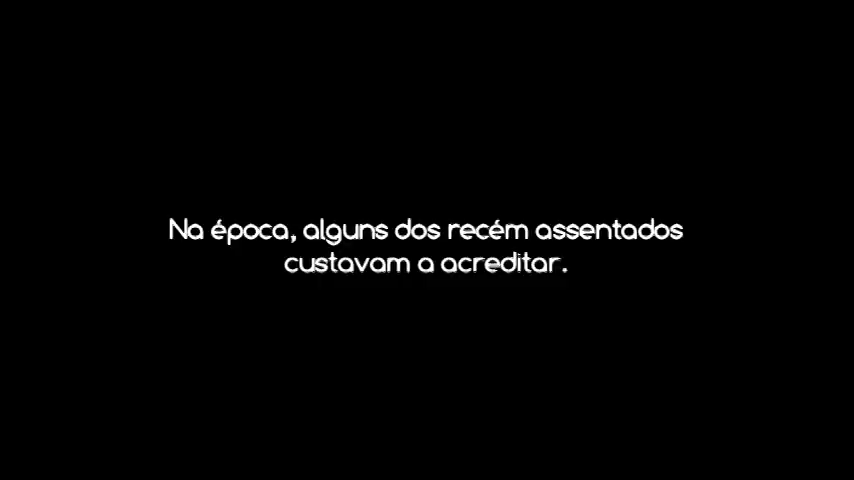 Na época, alguns dos recém assentados
custavam a acreditar.